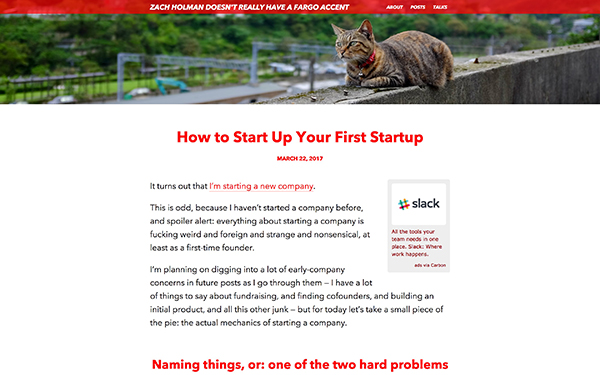 ZACH HOLMAN DOESN'T REALLY HAVE A FARGO ACCENT
ABOUT POSTS TALKS
How to Start Up Your First Startup
MARCH 22, 2017
It turns out that I'm starting a new company.
This is odd, because I haven't started a company before,
and spoiler alert: everything about starting a company is
fucking weird and foreign and strange and nonsensical, at
least as a first-time founder.
I'm planning on digging into a lot of early-company
concerns in future posts as I go through them – I have a lot
of things to say about fundraising, and finding cofounders, and building an
initial product, and all this other junk – but for today let's take a small piece of
the pie: the actual mechanics of starting a company.
slack
All the tools your
team needs in one
place. Slack: Where
work happens.
ads via Carbon
Naming things, or: one of the two hard problems